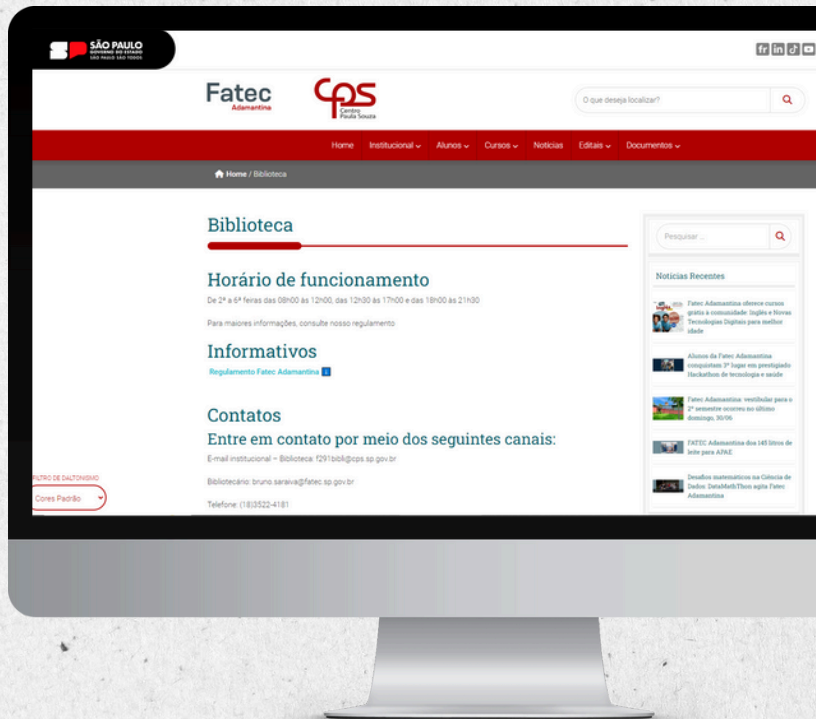 SÃO PAULO
GOVERNO DO ESTADO
SÃO PAULO SÃO TODOS
Fatec
Adamantina
CPS
Centro
Paula Souza
O que deseja localizar?
Home Institucional Alunos Cursos Notícias Editais Documentos
Home / Biblioteca
Biblioteca
Horário de funcionamento
De 2ª a 6ª feiras das 08h00 às 12h00, das 12h30 às 17h00 e das 18h00 às 21h30
Para maiores informações, consulte nosso regulamento
Informativos
Regulamento Fatec Adamantina
Contatos
Entre em contato por meio dos seguintes canais:
E-mail institucional – Biblioteca: f291bibli@cps.sp.gov.br
Bibliotecário: bruno.saraiva@fatec.sp.gov.br
Telefone: (18)3522-4181
FILTRO DE DALTONISMO
Cores Padrão
Pesquisar ...
Notícias Recentes
Fatec Adamantina oferece cursos
gratis à comunidade: Inglês e Novas
Tecnologias Digitais para melhor
idade
Alunos da Fatec Adamantina
conquistam 3º lugar em prestigiado
Hackathon de tecnologia e saúde
Fatec Adamantina: vestibular para o
2º semestre ocorreu no último
domingo, 30/06
FATEC Adamantina doa 145 litros de
leite para APAE
Desafios matemáticos na Ciência de
Dados: DataMathThon agita Fatec
Adamantina